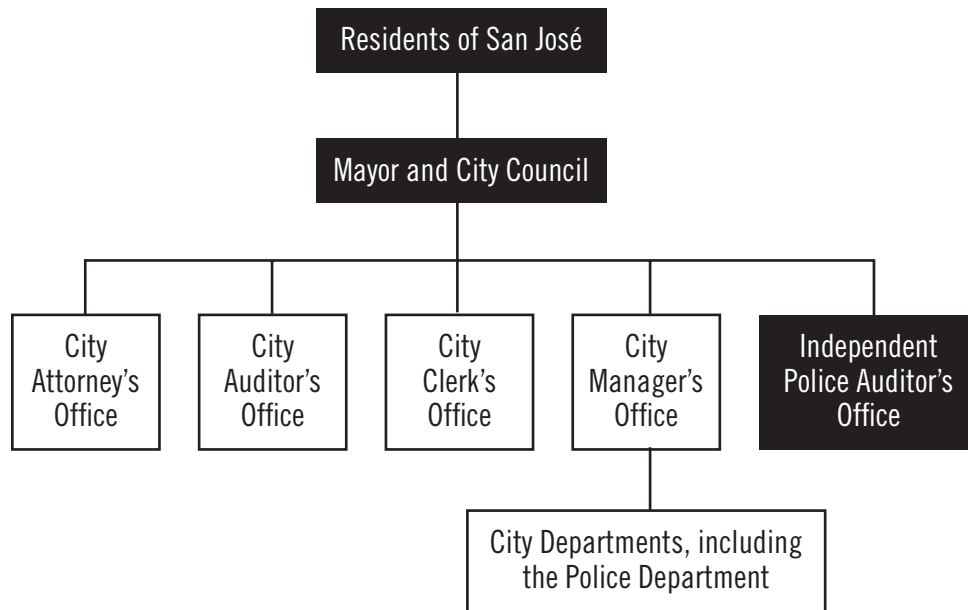 Residents of San José
Mayor and City Council
City
Attorney’s
Office
City
Auditor’s
Office
City
Clerk’s
Office
City
Manager’s
Office
Independent
Police Auditor’s
Office
City Departments, including
the Police Department